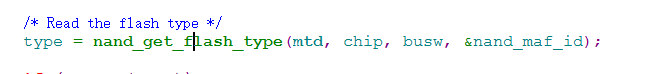 /* Read the flash type */
type = nand_get_flash_type(mtd, chip, busw, &nand_maf_id);